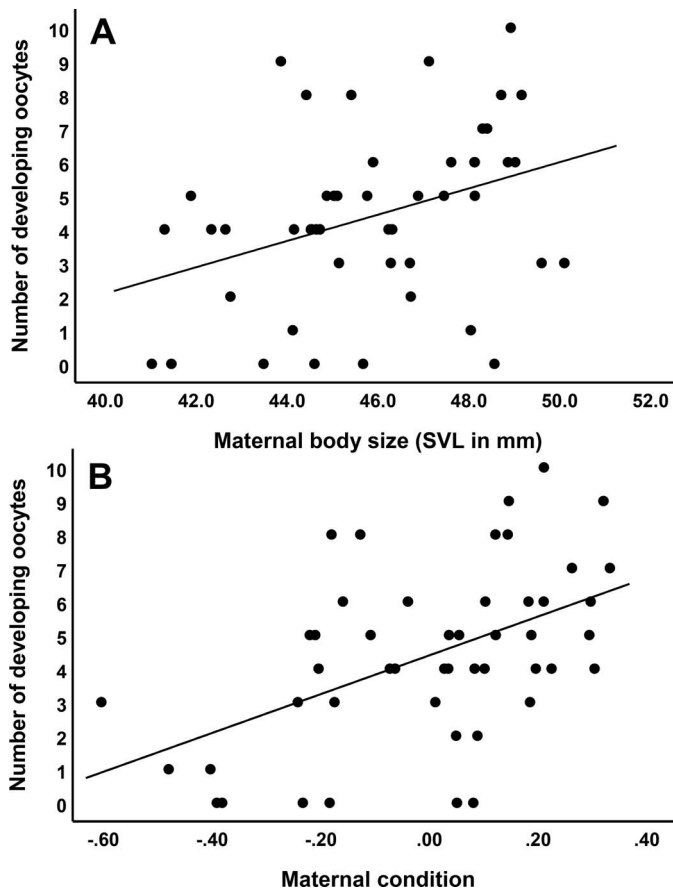 A
Number of developing oocytes
10
9
8
7
6
5
4
3
2
1
0
40.0 42.0 44.0 46.0 48.0 50.0 52.0
Maternal body size (SVL in mm)
B
Number of developing oocytes
10
9
8
7
6
5
4
3
2
1
0
-.60 -.40 -.20 .00 .20 .40
Maternal condition